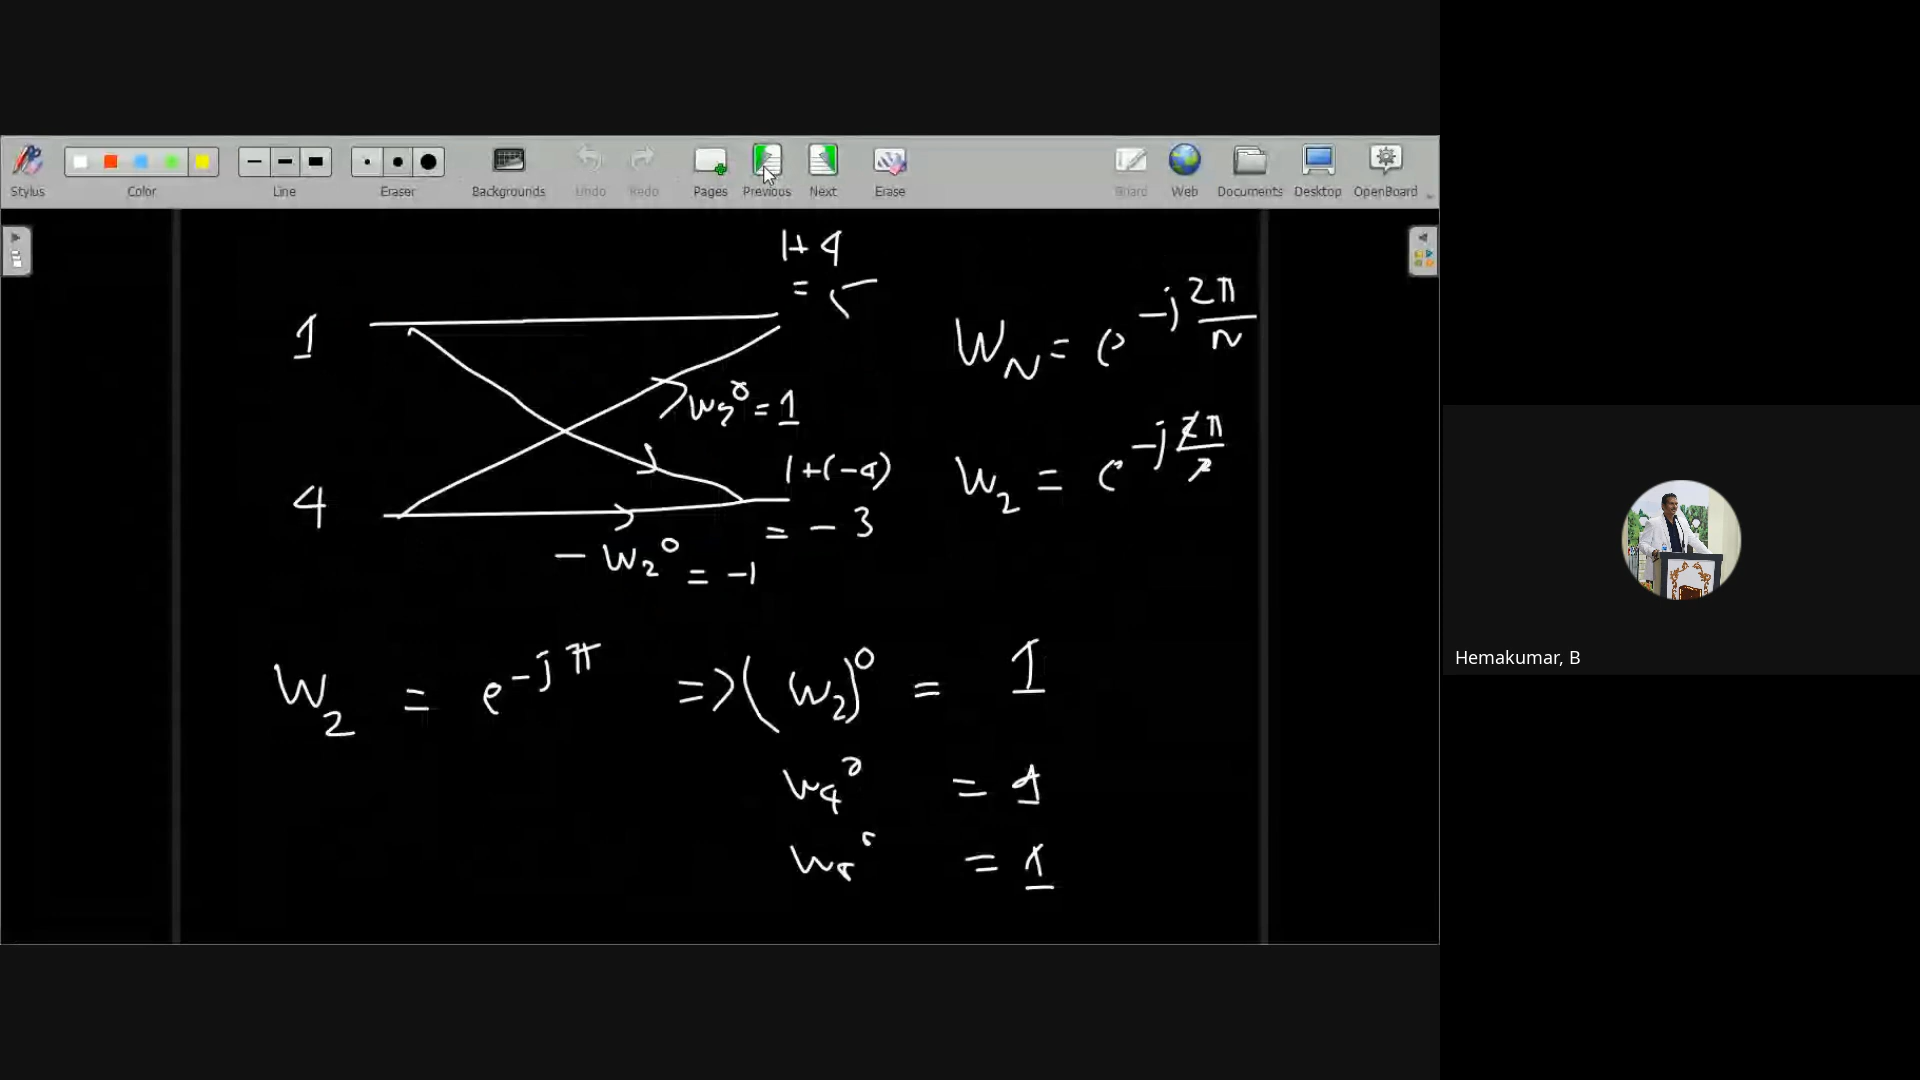 Stylus Color Line Eraser Backgrounds Undo Redo Pages Previous Next Erase Board Web Documents Desktop OpenBoard
1+4
= 5
1
W_N = e^{-j 2π/N}
W_2^0 = 1
W_2 = e^{-j 2π/2}
1+(-4)
= -3
4
-W_2^0 = -1
W_2 = e^{-jπ} => (W_2)^0 = 1
W_4^0 = 1
W_8^0 = 1
Hemakumar, B